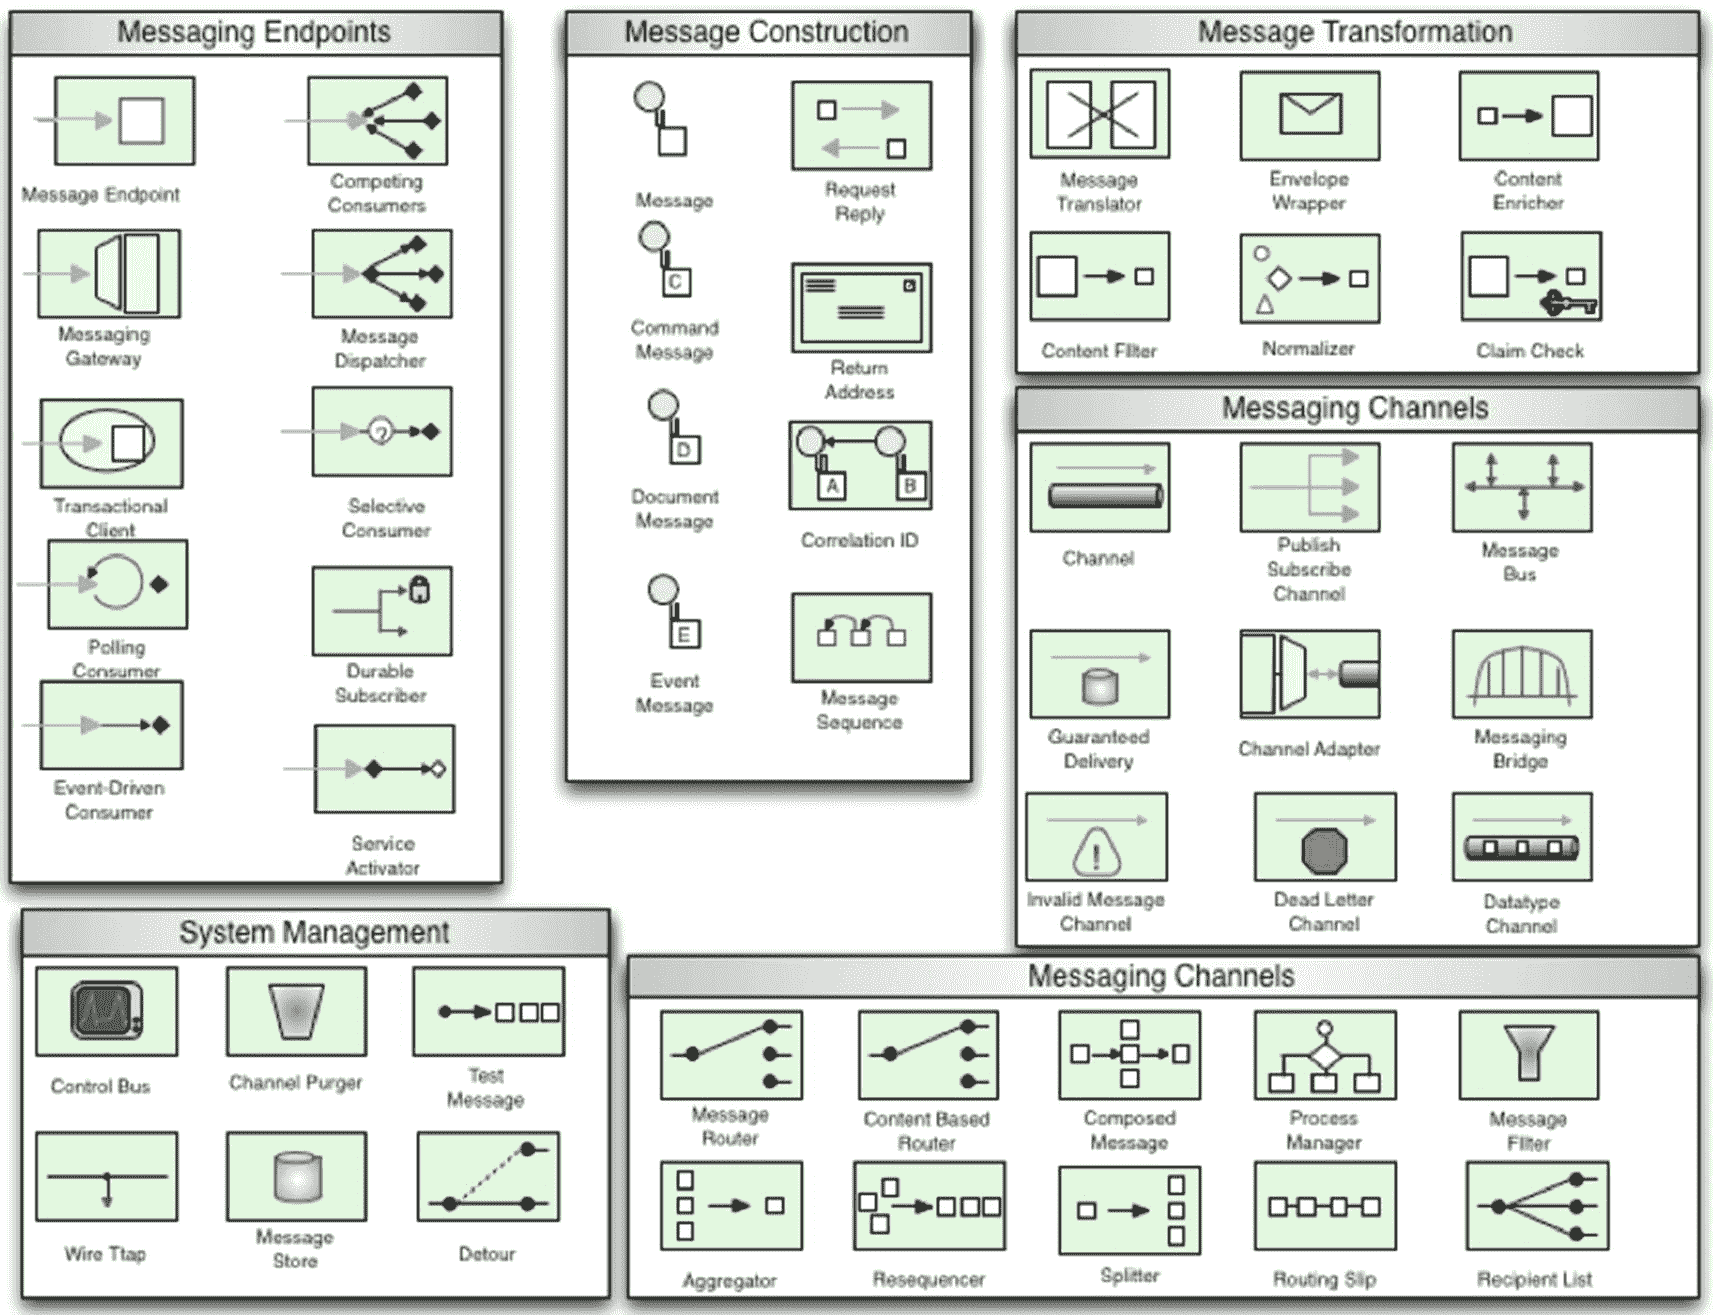 Messaging Endpoints
Message Endpoint
Competing
Consumers
Messaging
Gateway
Message
Dispatcher
Transactional
Client
?
Selective
Consumer
Polling
Consumer
Durable
Subscriber
Event-Driven
Consumer
Service
Activator
Message Construction
Message
Request
Reply
C
Command
Message
Return
Address
D
Document
Message
A
B
Correlation ID
E
Event
Message
Message
Sequence
Message Transformation
Message
Translator
Envelope
Wrapper
Content
Enricher
Content FIlter
Normalizer
Claim Check
Messaging Channels
Channel
Publish
Subscribe
Channel
Message
Bus
Guaranteed
Delivery
Channel Adapter
Messaging
Bridge
!
Invalid Message
Channel
Dead Letter
Channel
Datatype
Channel
System Management
Control Bus
Channel Purger
Test
Message
Wire Ttap
Message
Store
Detour
Messaging Channels
Message
Router
Content Based
Router
Composed
Message
Process
Manager
Message
FIlter
Aggregator
Resequencer
Splitter
Routing Slip
Recipient List